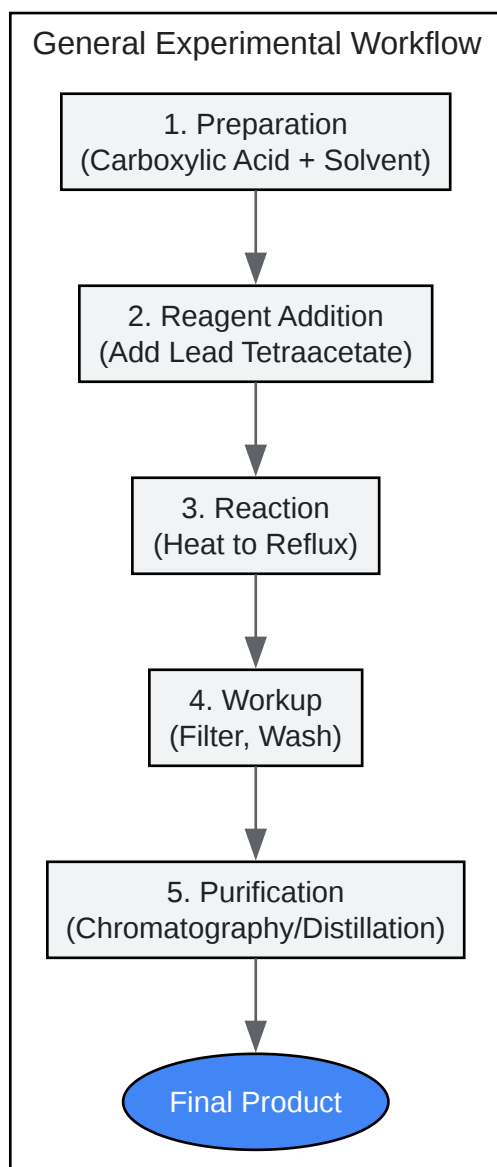 General Experimental Workflow
1. Preparation
(Carboxylic Acid + Solvent)
2. Reagent Addition
(Add Lead Tetraacetate)
3. Reaction
(Heat to Reflux)
4. Workup
(Filter, Wash)
5. Purification
(Chromatography/Distillation)
Final Product